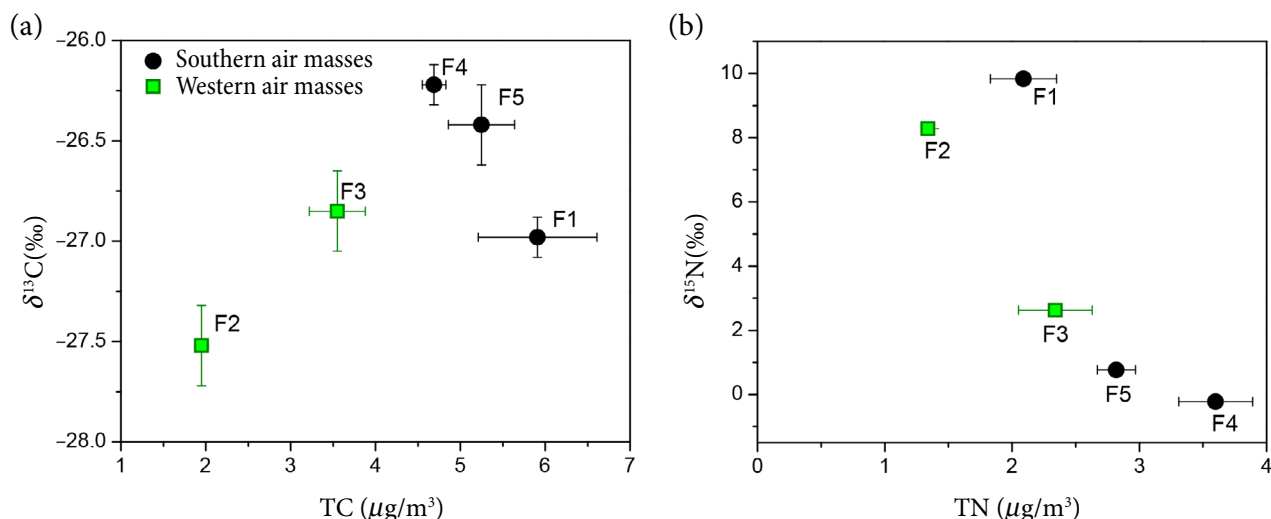 (a)
−26.0
−26.5
−27.0
−27.5
−28.0
δ¹³C(‰)
Southern air masses
Western air masses
F4
F5
F3
F1
F2
1 2 3 4 5 6 7
TC (µg/m³)
(b)
10
8
6
4
2
0
δ¹⁵N(‰)
F1
F2
F3
F5
F4
0 1 2 3 4
TN (µg/m³)